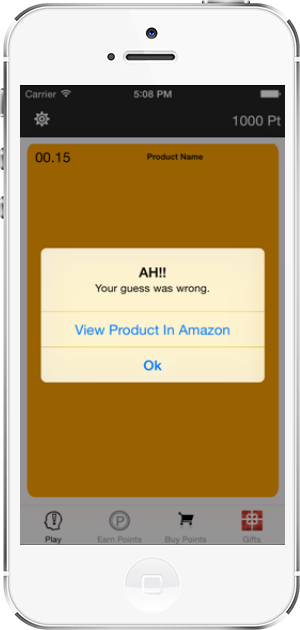 Carrier 5:08 PM
1000 Pt
00.15 Product Name
AH!!
Your guess was wrong.
View Product In Amazon
Ok
Play Earn Points Buy Points Gifts